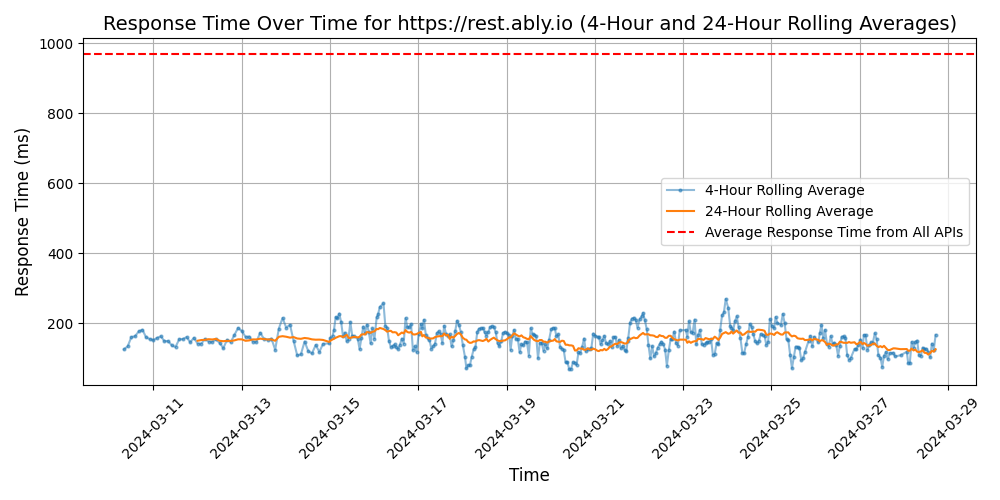 Response Time Over Time for https://rest.ably.io (4-Hour and 24-Hour Rolling Averages)
Response Time (ms)
1000
800
600
400
200
4-Hour Rolling Average
24-Hour Rolling Average
Average Response Time from All APIs
2024-03-11
2024-03-13
2024-03-15
2024-03-17
2024-03-19
2024-03-21
2024-03-23
2024-03-25
2024-03-27
2024-03-29
Time